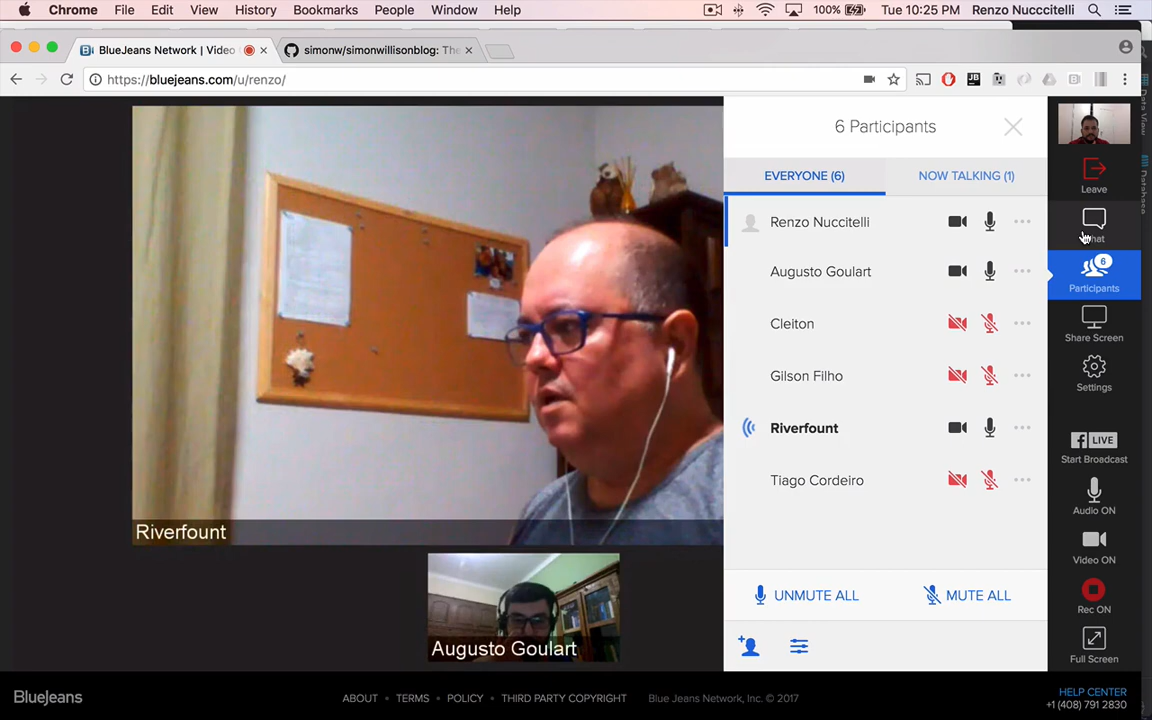 Chrome File Edit View History Bookmarks People Window Help 100% Tue 10:25 PM Renzo Nucccitelli
BlueJeans Network | Video
simonw/simonwillisonblog: The
https://bluejeans.com/u/renzo/
6 Participants
EVERYONE (6) NOW TALKING (1)
Renzo Nuccitelli
Augusto Goulart
Cleiton
Gilson Filho
Riverfount
Tiago Cordeiro
UNMUTE ALL MUTE ALL
Riverfount
Augusto Goulart
Leave
6
Participants
Share Screen
Settings
LIVE
Start Broadcast
Audio ON
Video ON
Rec ON
Full Screen
BlueJeans
ABOUT • TERMS • POLICY • THIRD PARTY COPYRIGHT Blue Jeans Network, Inc. © 2017
HELP CENTER
+1 (408) 791 2830